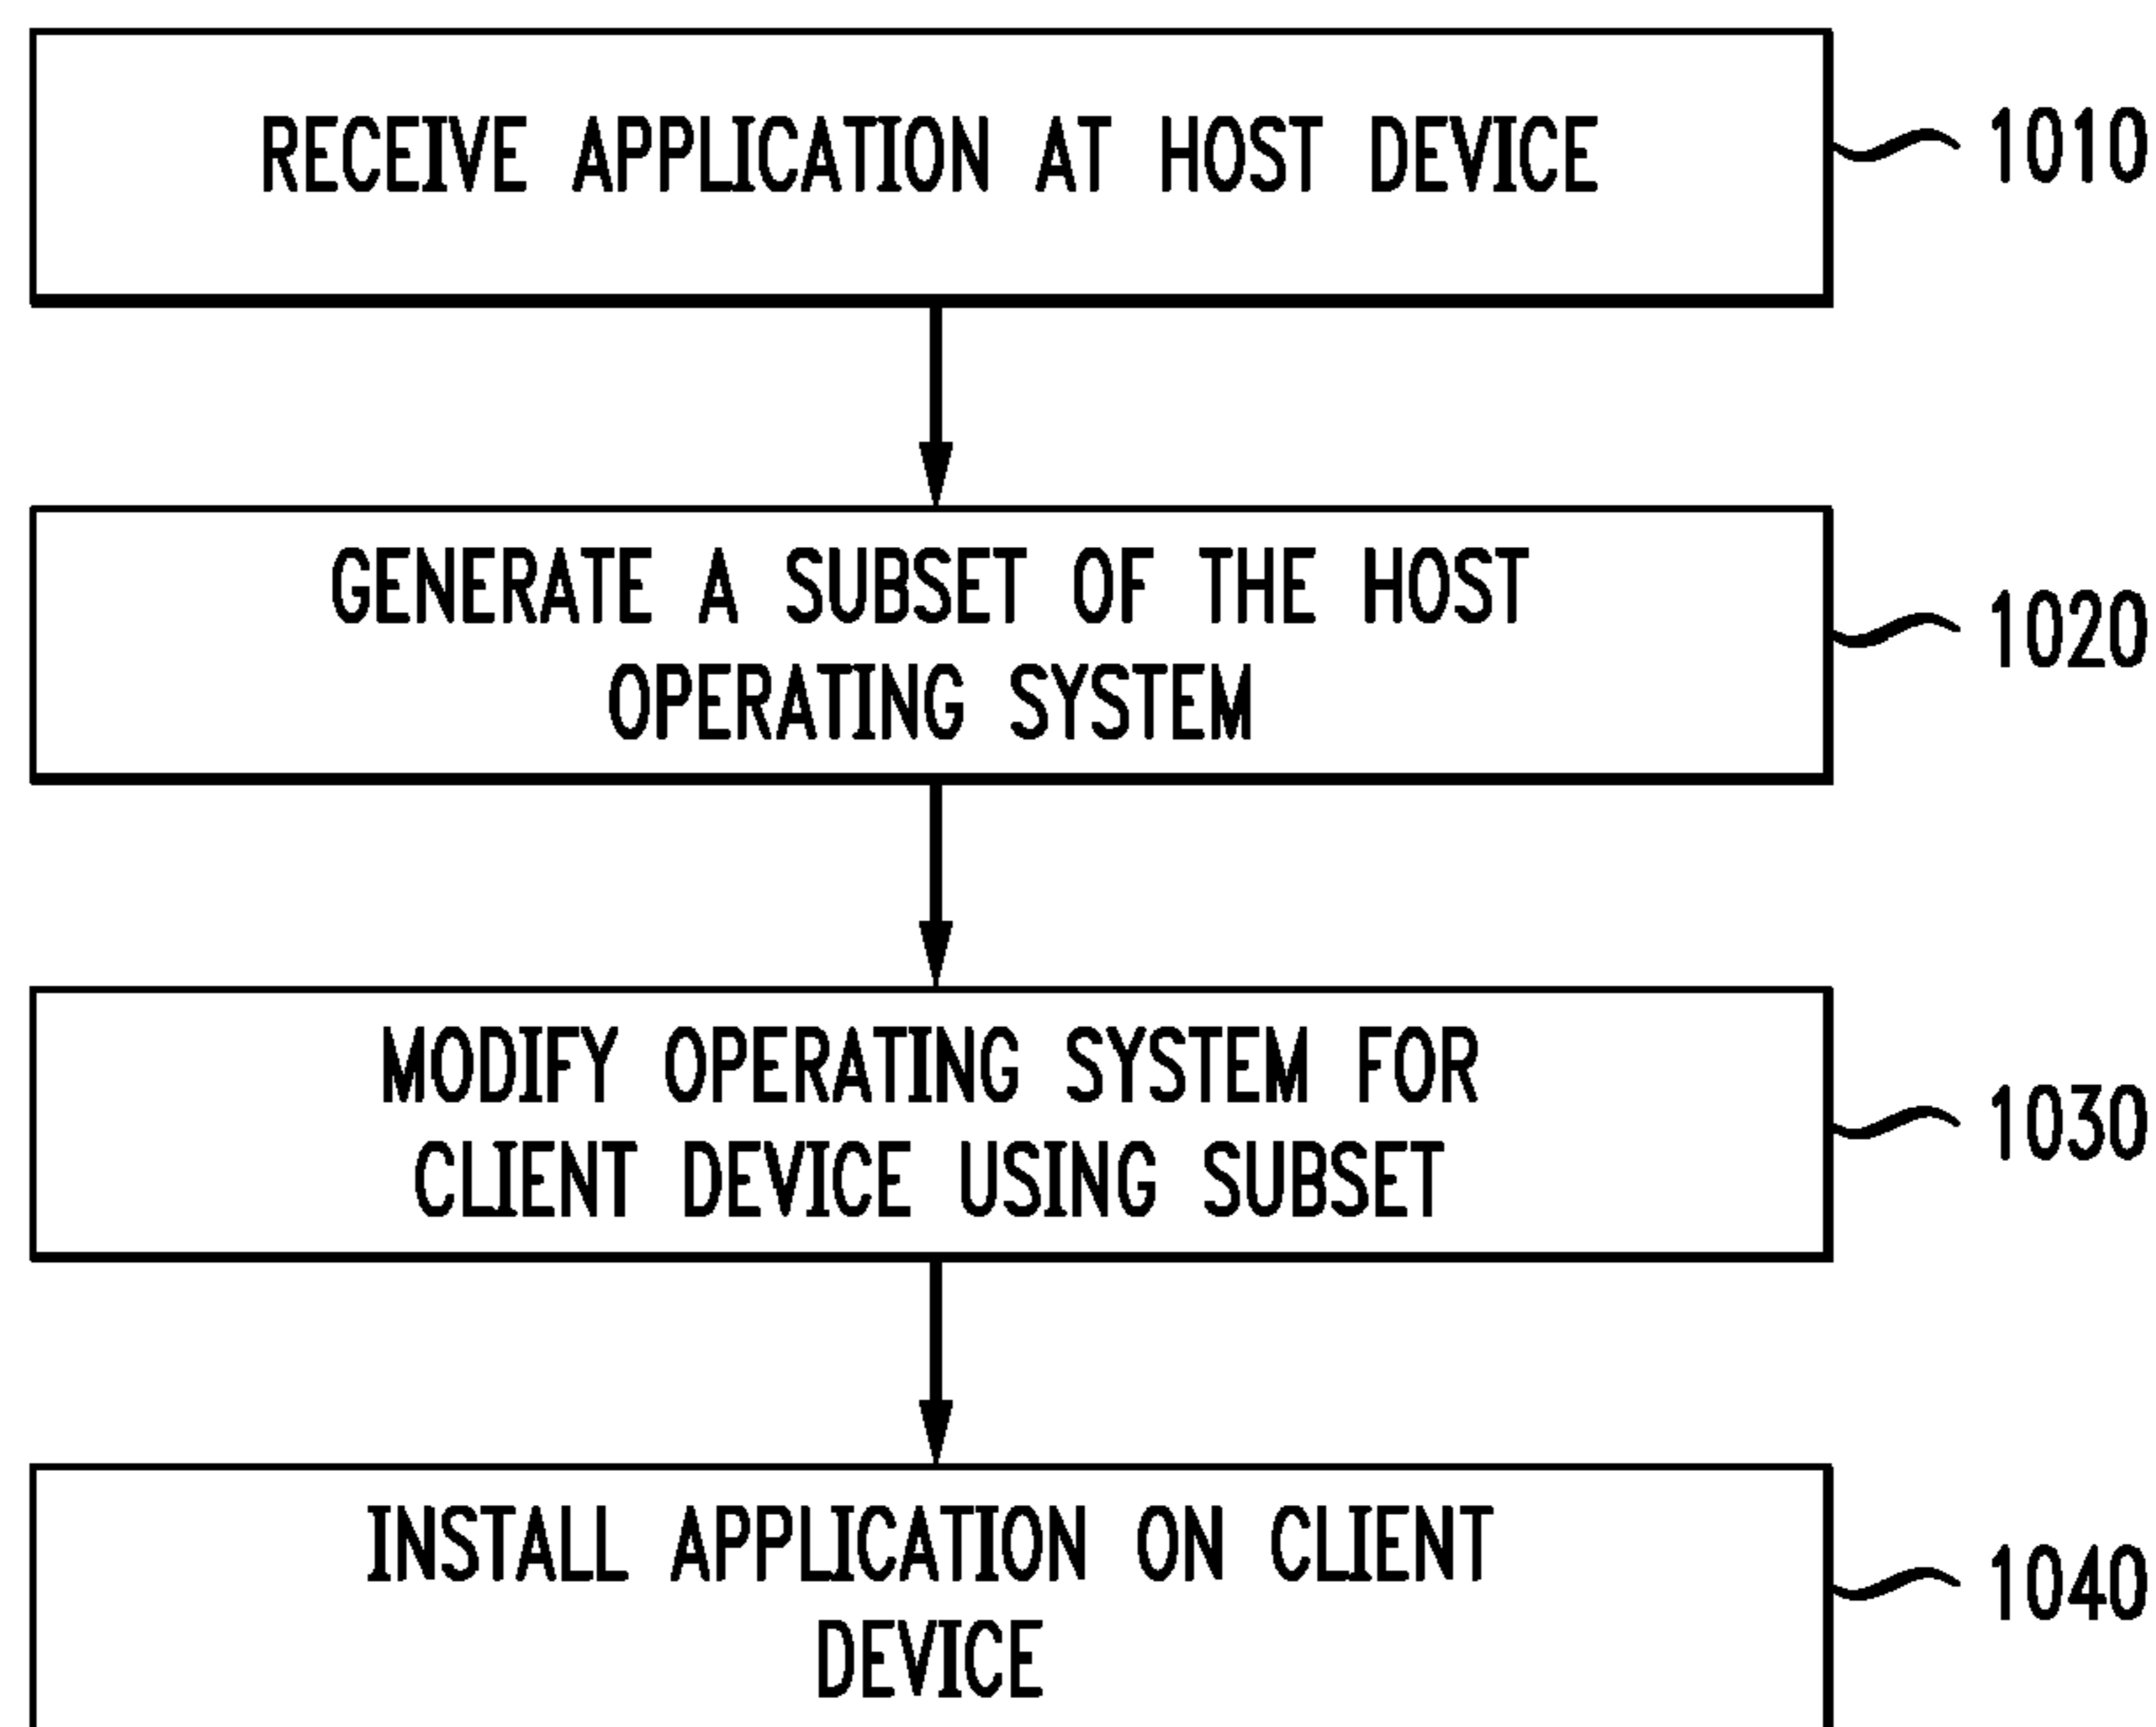 RECEIVE APPLICATION AT HOST DEVICE
1010
GENERATE A SUBSET OF THE HOST
OPERATING SYSTEM
1020
MODIFY OPERATING SYSTEM FOR
CLIENT DEVICE USING SUBSET
1030
INSTALL APPLICATION ON CLIENT
DEVICE
1040